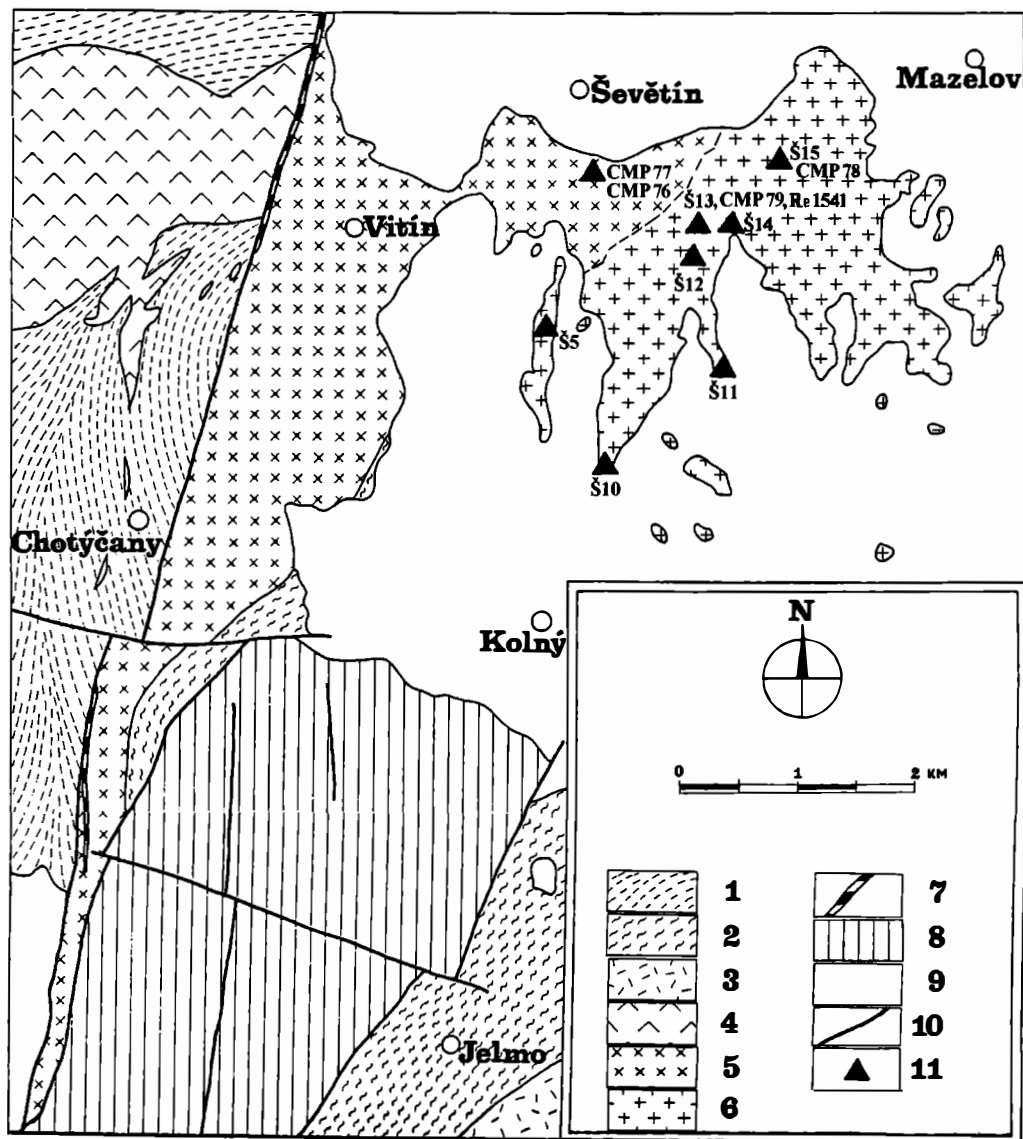 Ševětín
Mazelov
Š15
CMP 78
CMP 77
CMP 76
Š13, CMP 79, Re 1541
Š14
Vitín
Š12
Š5
Š11
Š10
Chotýčany
Kolný
N
0 1 2 KM
1 7
2 8
3 9
4 10
5 11
6
Jelmo